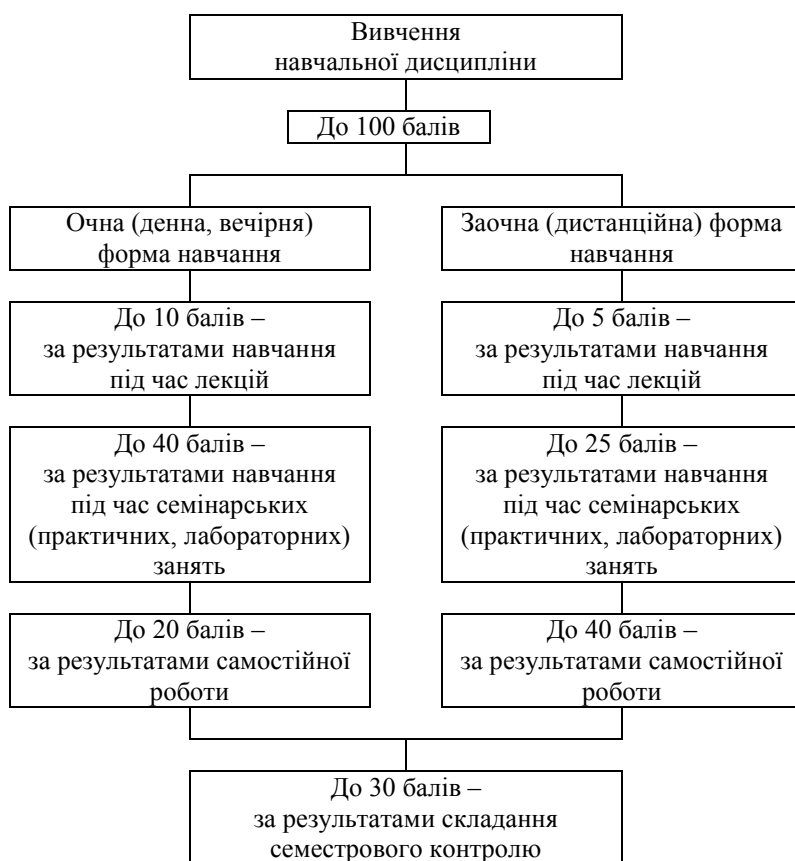 Вивчення
навчальної дисципліни
До 100 балів
Очна (денна, вечірня)
форма навчання
Заочна (дистанційна) форма
навчання
До 10 балів –
за результатами навчання
під час лекцій
До 5 балів –
за результатами навчання
під час лекцій
До 40 балів –
за результатами навчання
під час семінарських
(практичних, лабораторних)
занять
До 25 балів –
за результатами навчання
під час семінарських
(практичних, лабораторних)
занять
До 20 балів –
за результатами самостійної
роботи
До 40 балів –
за результатами самостійної
роботи
До 30 балів –
за результатами складання
семестрового контролю